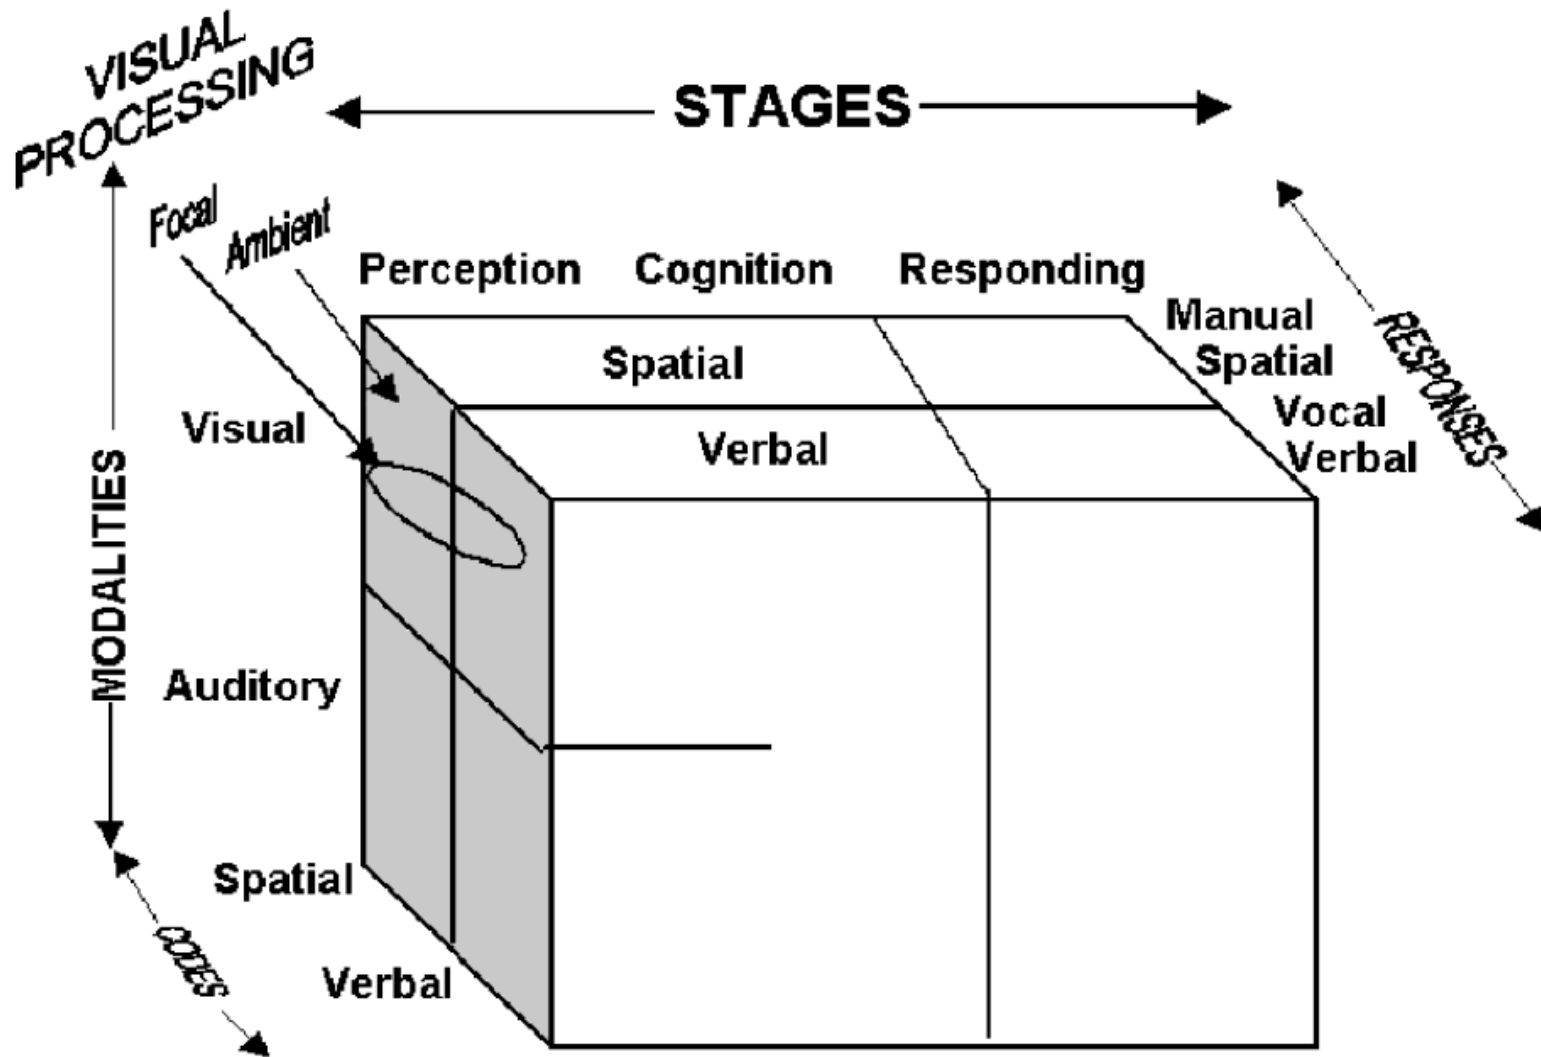 VISUAL
PROCESSING
STAGES
Focal
Ambient
Perception Cognition Responding
Manual
Spatial
Vocal
Verbal
RESPONSES
Spatial
Verbal
Visual
MODALITIES
Auditory
Spatial
Verbal
CODES